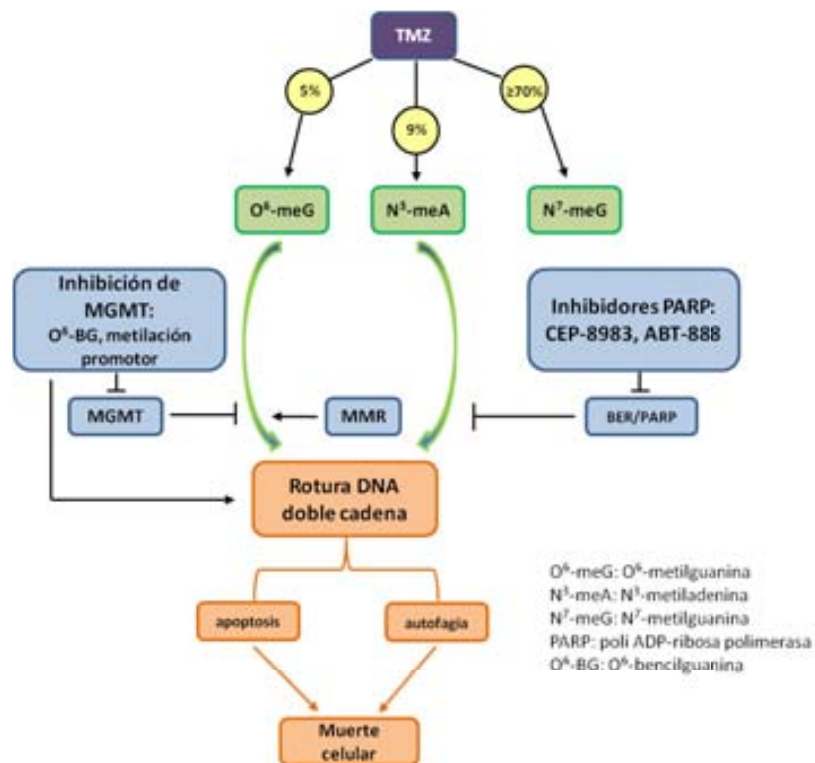 TMZ
5%
9%
≥70%
O⁶-meG
N³-meA
N⁷-meG
Inhibición de
MGMT:
O⁶-BG, metilación
promotor
Inhibidores PARP:
CEP-8983, ABT-888
MGMT
MMR
BER/PARP
Rotura DNA
doble cadena
apoptosis
autofagia
Muerte
celular
O⁶-meG: O⁶-metilguanina
N³-meA: N³-metiladenina
N⁷-meG: N⁷-metilguanina
PARP: poli ADP-ribosa polimerasa
O⁶-BG: O⁶-bencilguanina